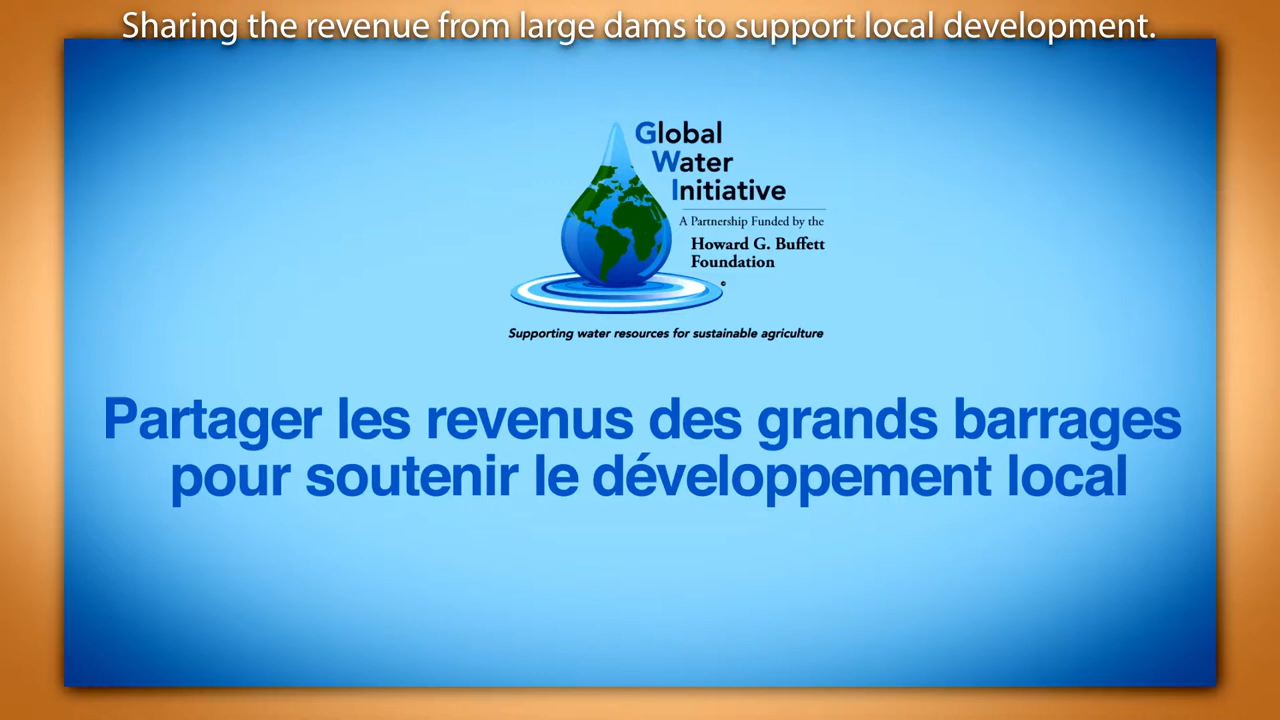 Sharing the revenue from large dams to support local development.
Global
Water
Initiative
A Partnership Funded by the
Howard G. Buffett
Foundation
Supporting water resources for sustainable agriculture
Partager les revenus des grands barrages
pour soutenir le développement local